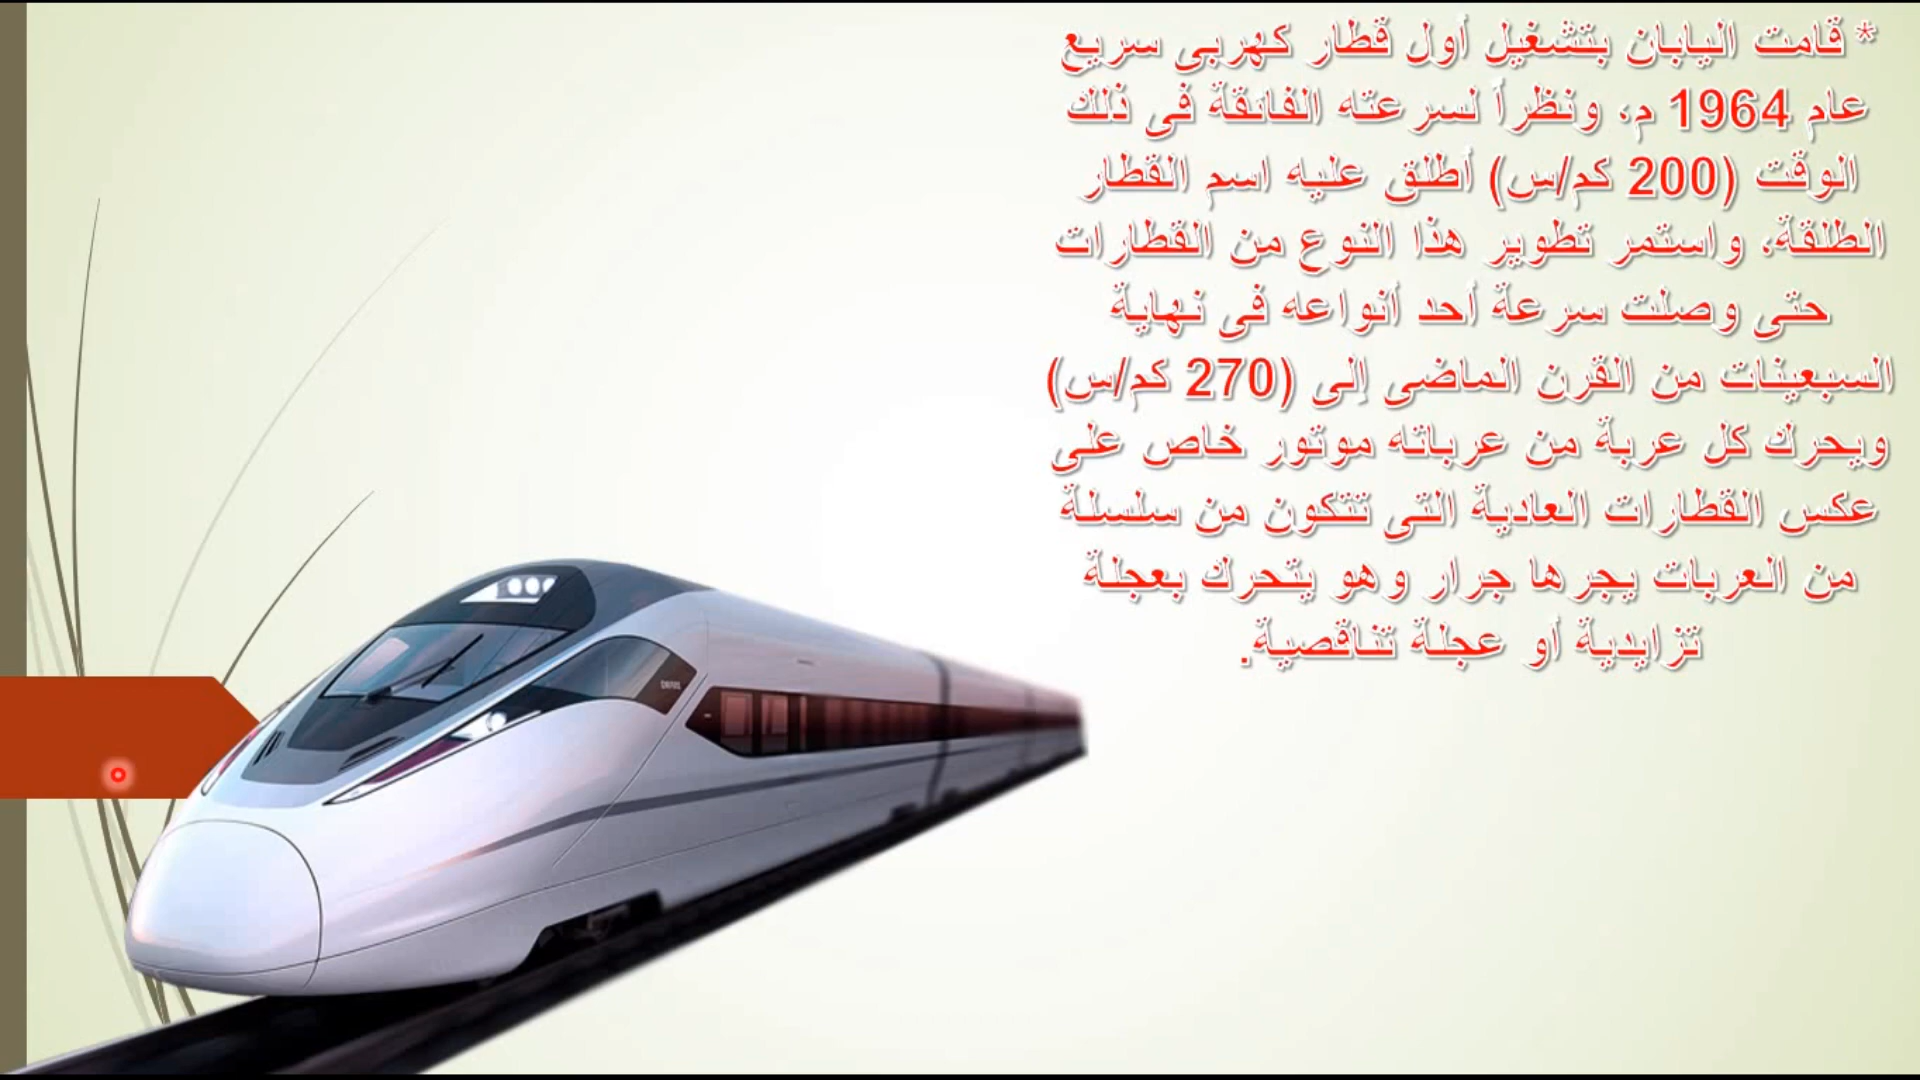 * قامت اليابان بتشغيل أول قطار كهربى سريع
عام 1964 م، ونظراً لسرعته الفائقة فى ذلك
الوقت (200 كم/س) أطلق عليه اسم القطار
الطلقة، واستمر تطوير هذا النوع من القطارات
حتى وصلت سرعة أحد أنواعه فى نهاية
السبعينات من القرن الماضى إلى (270 كم/س)
ويحرك كل عربة من عرباته موتور خاص على
عكس القطارات العادية التى تتكون من سلسلة
من العربات يجرها جرار وهو يتحرك بعجلة
تزايدية أو عجلة تناقصية.